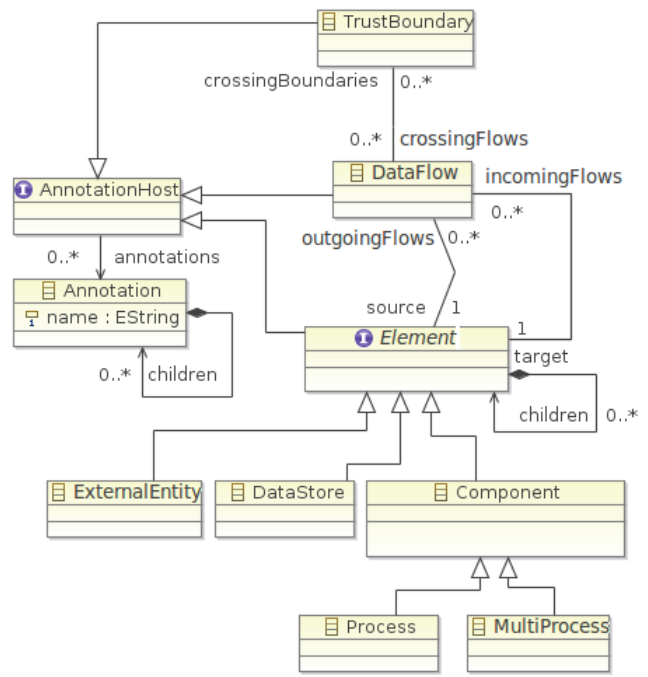 TrustBoundary
crossingBoundaries 0..*
0..* crossingFlows
I AnnotationHost
DataFlow
incomingFlows
0..*
0..* annotations
outgoingFlows 0..*
Annotation
name : EString
source 1
I Element
1
target
0..* children
children 0..*
ExternalEntity
DataStore
Component
Process
MultiProcess